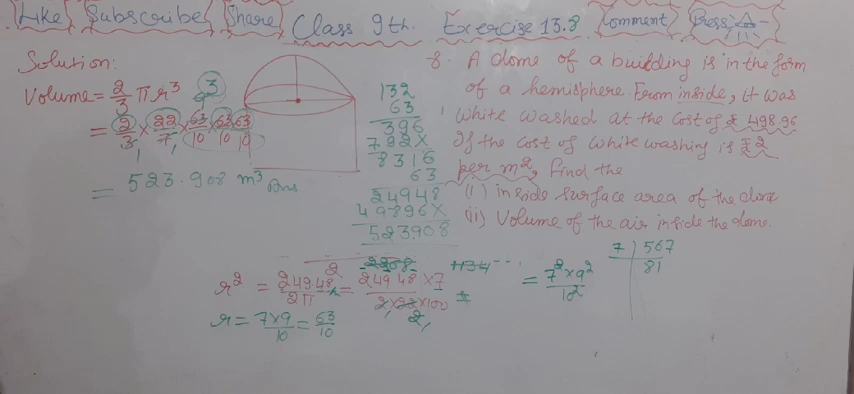 Like Subscribe Share Class 9th. Exercise 13.8 Comment Press
Solution:
Volume = 2/3 πr³
= 2/3 × 22/7 × 63/10 × 63/10 × 63/10
= 523.908 m³ Ans
132
63
396
792×
8316
63
24948
49896×
523908
8. A dome of a building is in the form
of a hemisphere. From inside, it was
white washed at the cost of ₹ 498.96
If the cost of white washing is ₹2
per m², find the
(i) inside surface area of the dome
(ii) Volume of the air inside the dome.
r² = 249.48/2π = 24948×7/2×22×100 = 7²×9²/10²
r = 7×9/10 = 63/10
7 | 567
81